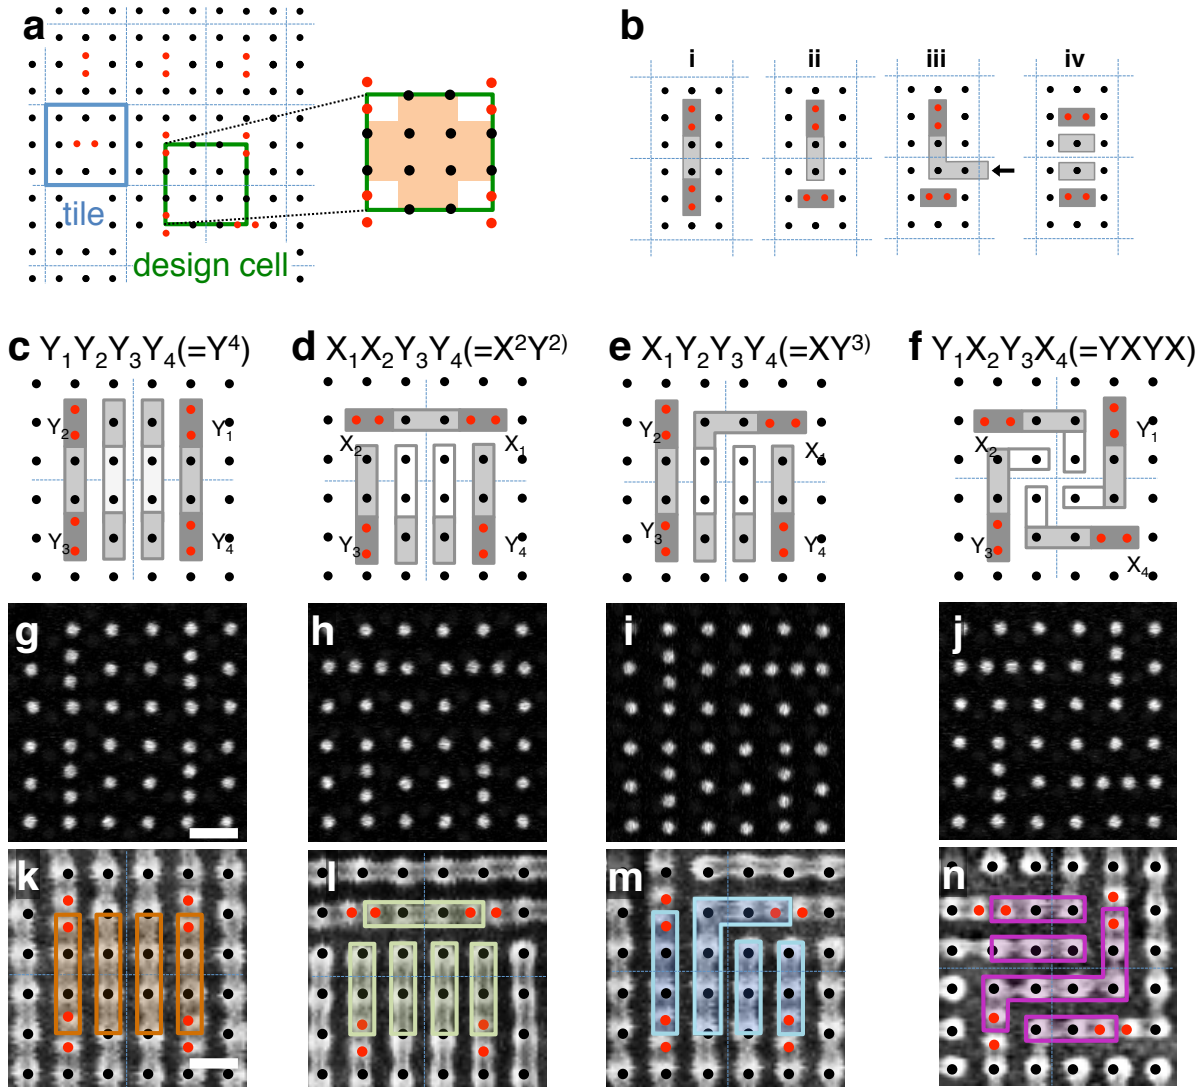 a
tile
design cell
b
i ii iii iv
c Y1Y2Y3Y4(=Y⁴)
d X1X2Y3Y4(=X²Y²⁾
e X1Y2Y3Y4(=XY³⁾
f Y1X2Y3X4(=YXYX)
Y2 Y1
Y3 Y4
X2 X1
Y3 Y4
Y2 X1
Y3 Y4
X2 Y1
Y3 X4
g h i j
k l m n